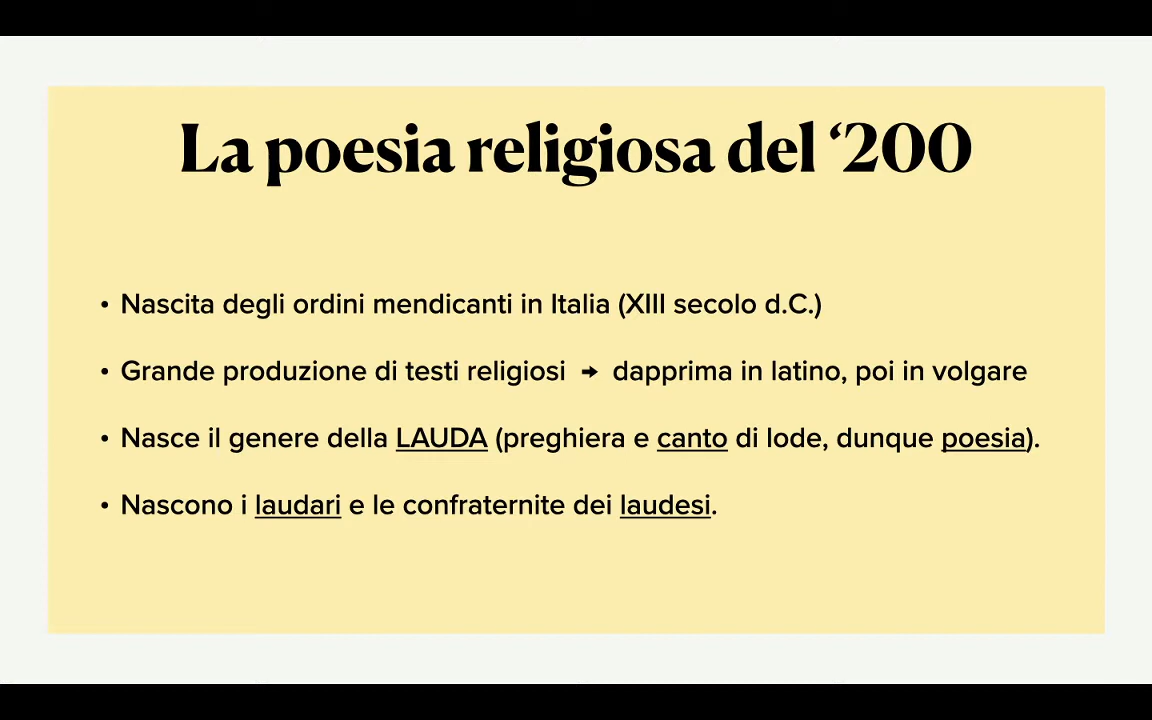 La poesia religiosa del ‘200
• Nascita degli ordini mendicanti in Italia (XIII secolo d.C.)
• Grande produzione di testi religiosi → dapprima in latino, poi in volgare
• Nasce il genere della LAUDA (preghiera e canto di lode, dunque poesia).
• Nascono i laudari e le confraternite dei laudesi.